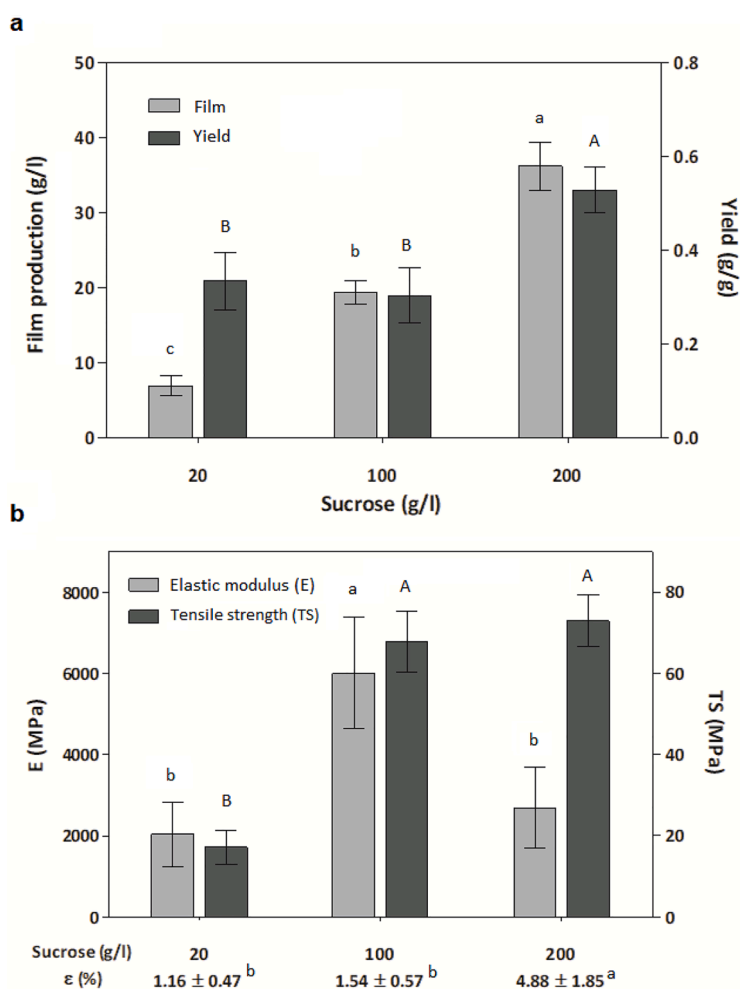 a
50
40
30
20
10
0
Film production (g/l)
Film
Yield
c
B
b
B
a
A
0.8
0.6
0.4
0.2
0.0
Yield (g/g)
20 100 200
Sucrose (g/l)
b
8000
6000
4000
2000
0
E (MPa)
Elastic modulus (E)
Tensile strength (TS)
b
B
a
A
b
A
80
60
40
20
0
TS (MPa)
Sucrose (g/l) 20 100 200
ε (%) 1.16 ± 0.47 b 1.54 ± 0.57 b 4.88 ± 1.85 a